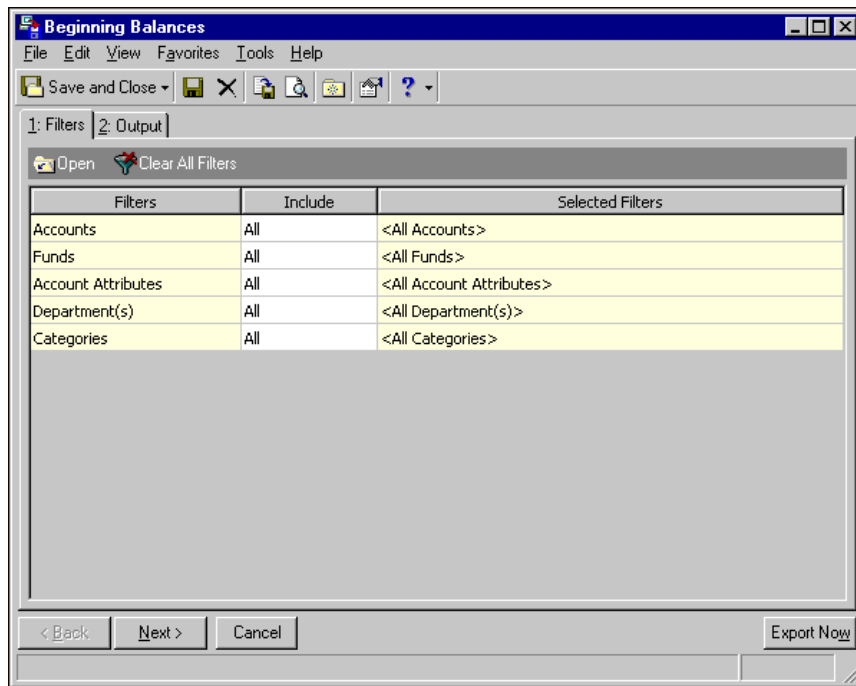 Beginning Balances
File Edit View Favorites Tools Help
Save and Close ? 
1: Filters 2: Output
Open Clear All Filters
Filters Include Selected Filters
Accounts All <All Accounts>
Funds All <All Funds>
Account Attributes All <All Account Attributes>
Department(s) All <All Department(s)>
Categories All <All Categories>
< Back Next > Cancel Export Now